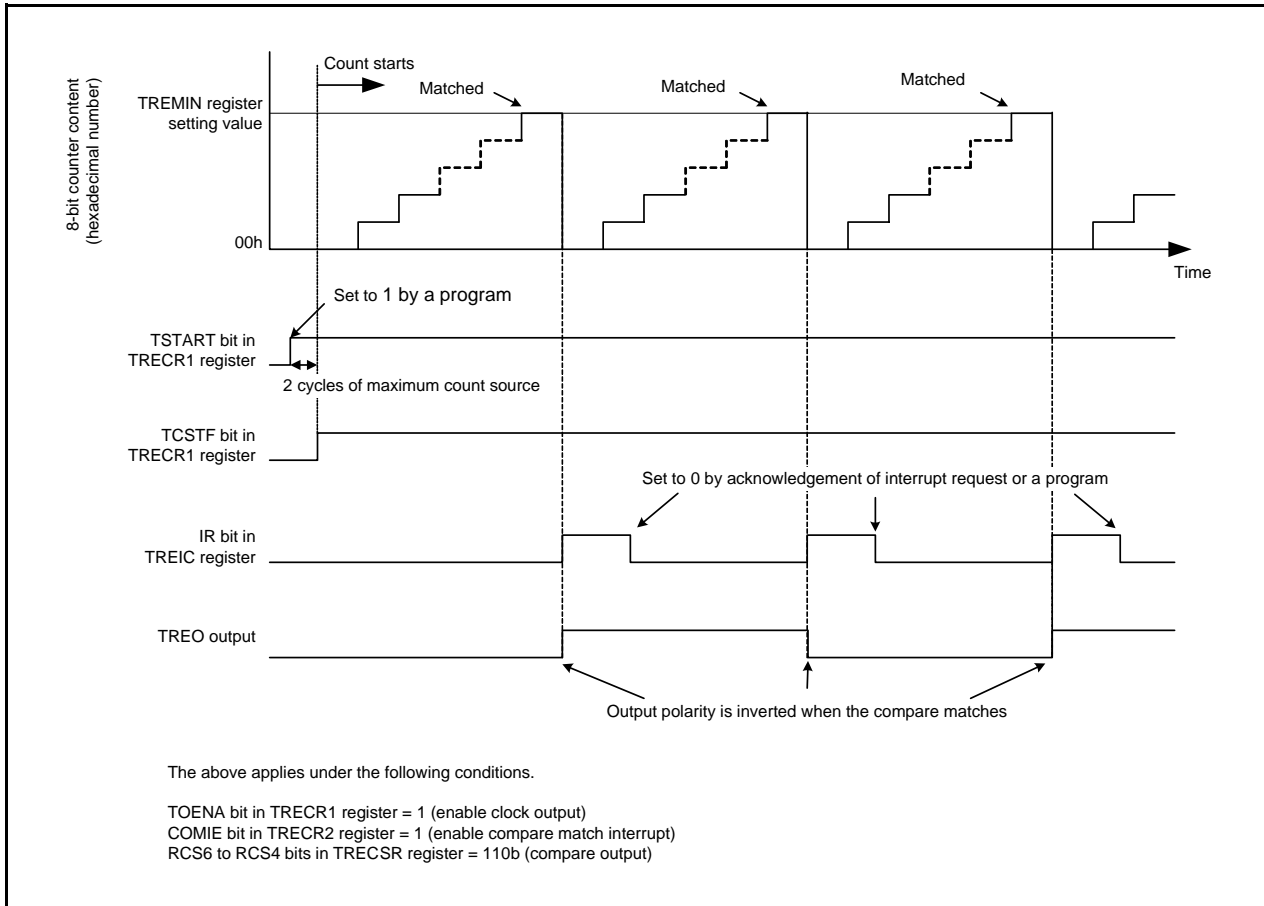 8-bit counter content
(hexadecimal number)
Count starts
Matched
Matched
Matched
TREMIN register
setting value
00h
Time
Set to 1 by a program
TSTART bit in
TRECR1 register
2 cycles of maximum count source
TCSTF bit in
TRECR1 register
Set to 0 by acknowledgement of interrupt request or a program
IR bit in
TREIC register
TREO output
Output polarity is inverted when the compare matches
The above applies under the following conditions.
TOENA bit in TRECR1 register = 1 (enable clock output)
COMIE bit in TRECR2 register = 1 (enable compare match interrupt)
RCS6 to RCS4 bits in TRECSR register = 110b (compare output)